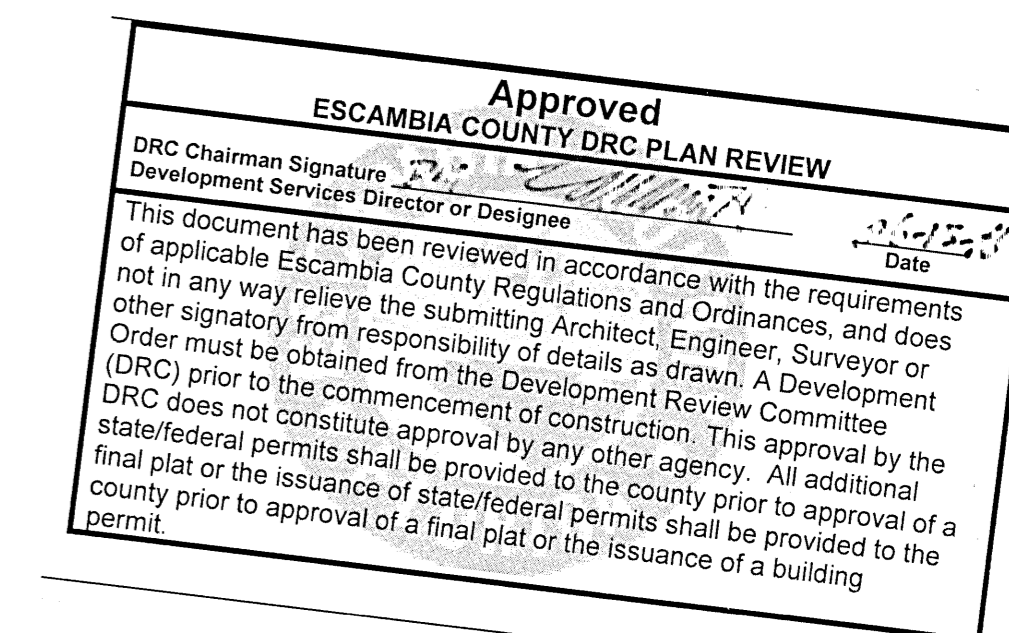 Approved
ESCAMBIA COUNTY DRC PLAN REVIEW
DRC Chairman Signature
Development Services Director or Designee
Date
This document has been reviewed in accordance with the requirements
of applicable Escambia County Regulations and Ordinances, and does
not in any way relieve the submitting Architect, Engineer, Surveyor or
other signatory from responsibility of details as drawn. A Development
Order must be obtained from the Development Review Committee
(DRC) prior to the commencement of construction. This approval by the
DRC does not constitute approval by any other agency.  All additional
state/federal permits shall be provided to the county prior to approval of a
final plat or the issuance of state/federal permits shall be provided to the
county prior to approval of a final plat or the issuance of a building
permit.